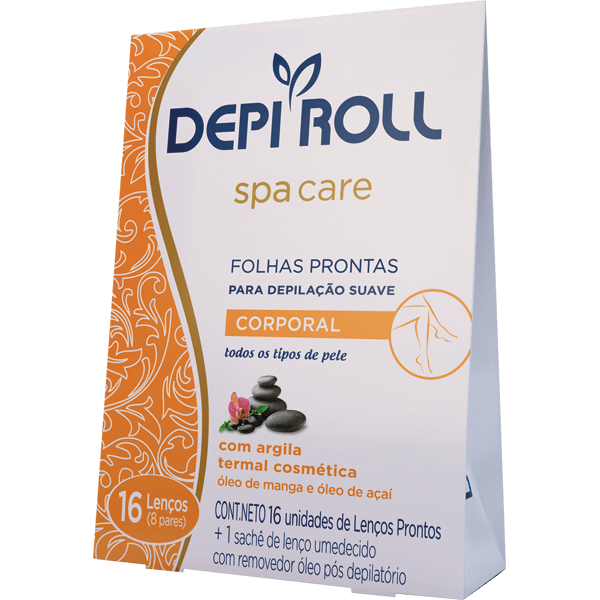 DEPI ROLL
spa care
FOLHAS PRONTAS
PARA DEPILAÇÃO SUAVE
CORPORAL
todos os tipos de pele
com argila
termal cosmética
óleo de manga e óleo de açaí
16 Lenços
(8 pares)
CONT.NETO 16 unidades de Lenços Prontos
+ 1 sachê de lenço umedecido
com removedor óleo pós depilatório